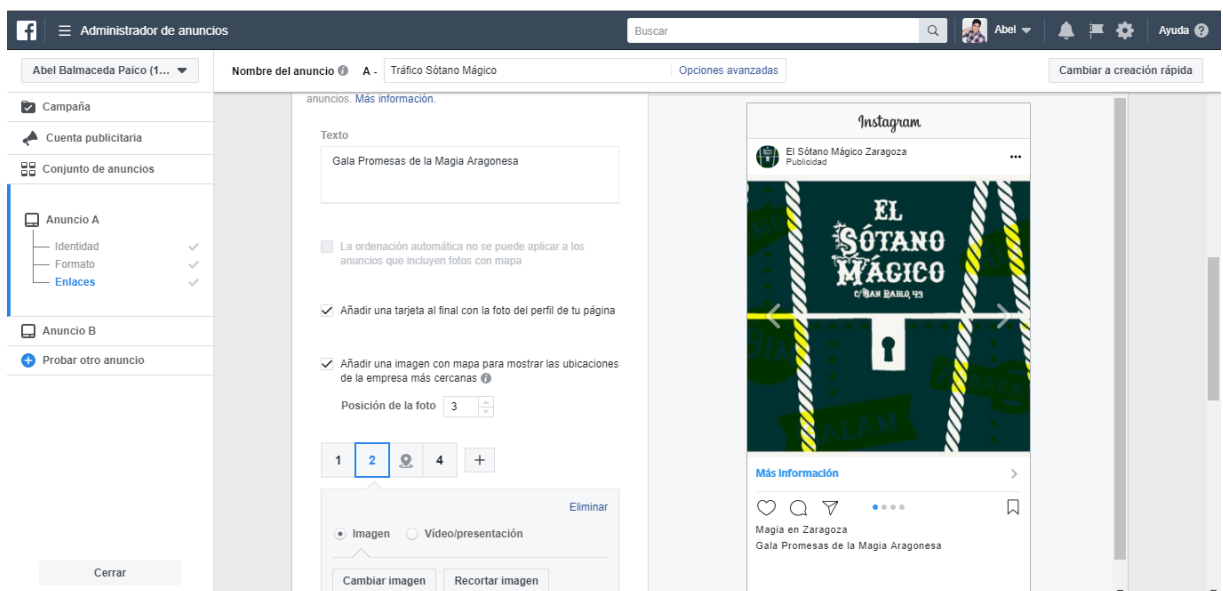 Administrador de anuncios
Buscar
Abel
Ayuda
Abel Balmaceda Paico (1...
Nombre del anuncio A - Tráfico Sótano Mágico
Opciones avanzadas
Cambiar a creación rápida
Campaña
Cuenta publicitaria
Conjunto de anuncios
Anuncio A
Identidad
Formato
Enlaces
Anuncio B
Probar otro anuncio
Cerrar
anuncios. Más información.
Texto
Gala Promesas de la Magia Aragonesa
La ordenación automática no se puede aplicar a los
anuncios que incluyen fotos con mapa
Añadir una tarjeta al final con la foto del perfil de tu página
Añadir una imagen con mapa para mostrar las ubicaciones
de la empresa más cercanas
Posición de la foto 3
1 2 4 +
Eliminar
Imagen Vídeo/presentación
Cambiar imagen Recortar imagen
Instagram
El Sótano Mágico Zaragoza
Publicidad
EL
SÓTANO
MÁGICO
C/ SAN PABLO, 43
Más información
Magia en Zaragoza
Gala Promesas de la Magia Aragonesa